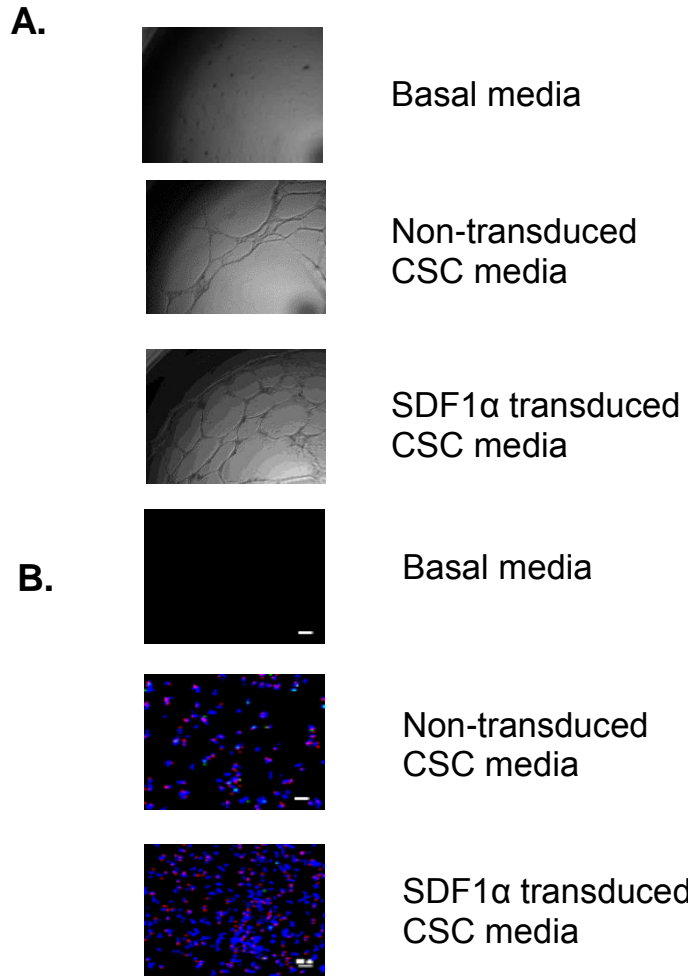 A.
Basal media
Non-transduced
CSC media
SDF1α transduced
CSC media
B.
Basal media
Non-transduced
CSC media
SDF1α transduced
CSC media